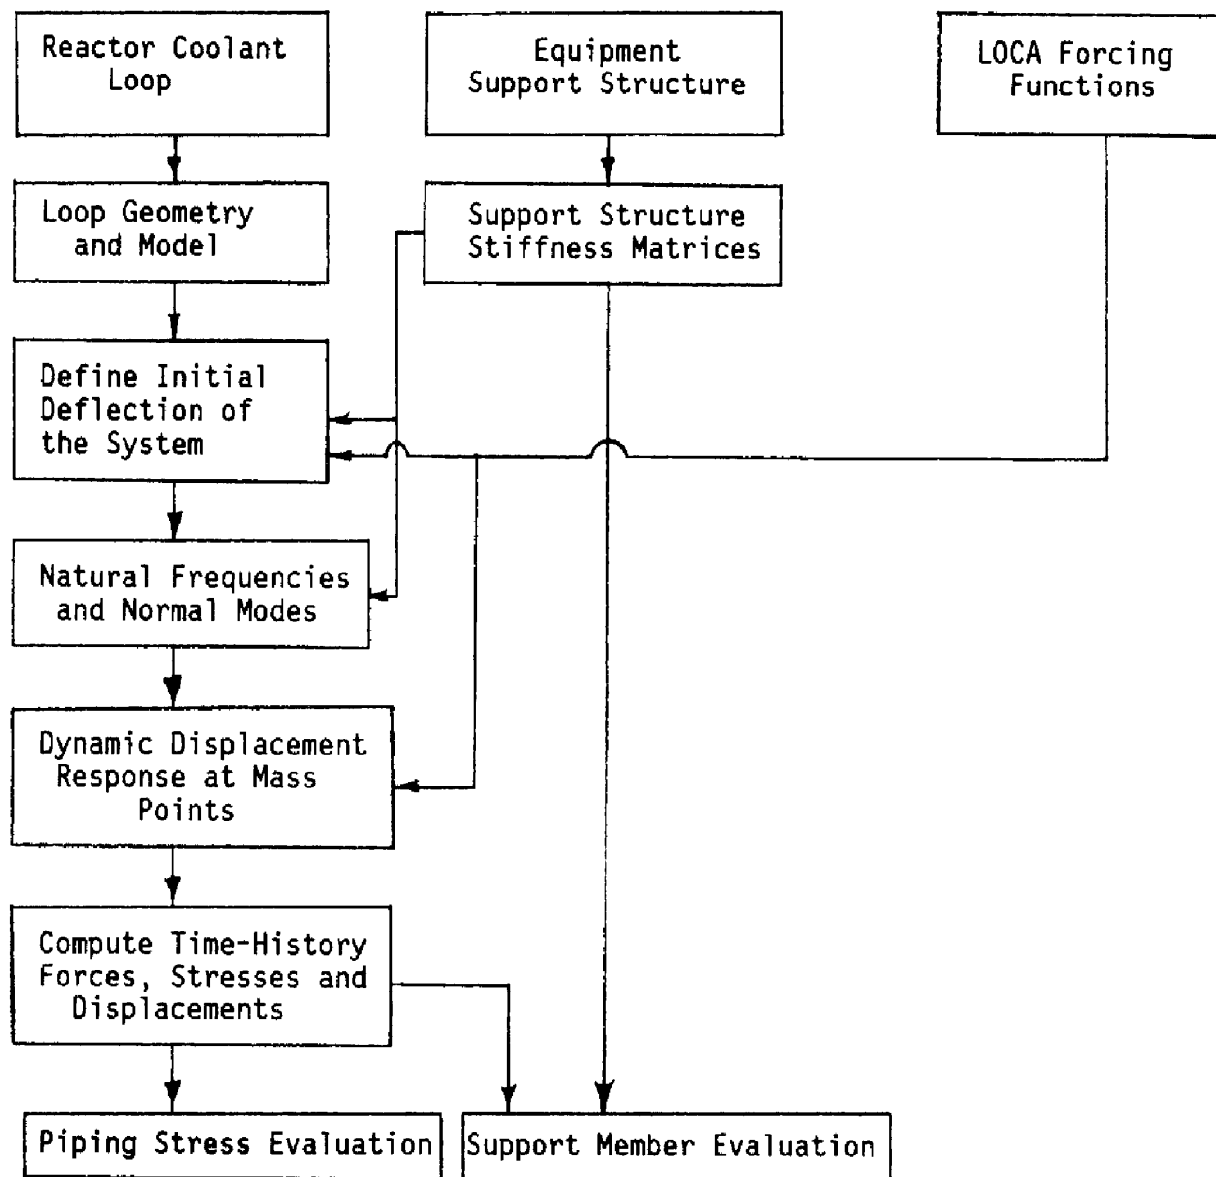 Reactor Coolant
Loop
Equipment
Support Structure
LOCA Forcing
Functions
Loop Geometry
and Model
Support Structure
Stiffness Matrices
Define Initial
Deflection of
the System
Natural Frequencies
and Normal Modes
Dynamic Displacement
Response at Mass
Points
Compute Time-History
Forces, Stresses and
Displacements
Piping Stress Evaluation
Support Member Evaluation